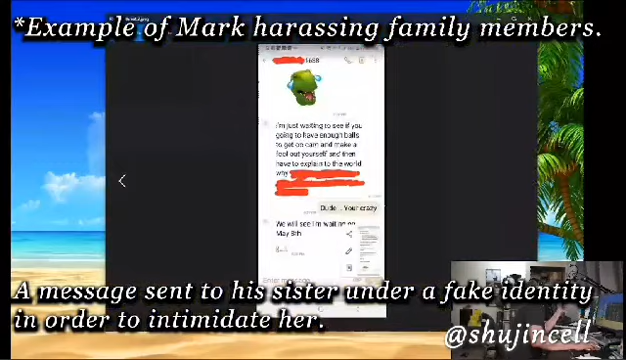 *Example of Mark harassing family members.
1688
I'm just waiting to see if you
going to have enough balls
to get on cam and make a
fool out yourself and then
have to explain to the world
why
Dude .. Your crazy
We will see I'm waiting on
May 8th
A message sent to his sister under a fake identity
in order to intimidate her.
@shujincell